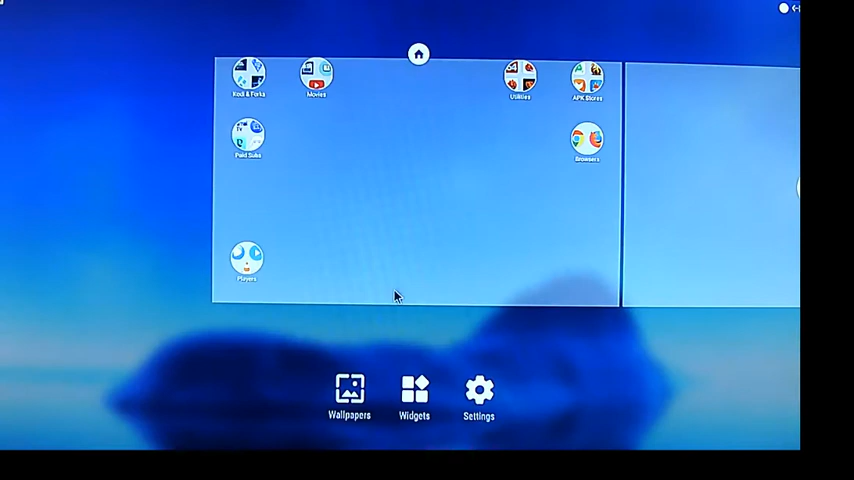 Kodi & Forks
Movies
Utilities
APK Stores
Paid Subs
Browsers
Players
Wallpapers
Widgets
Settings